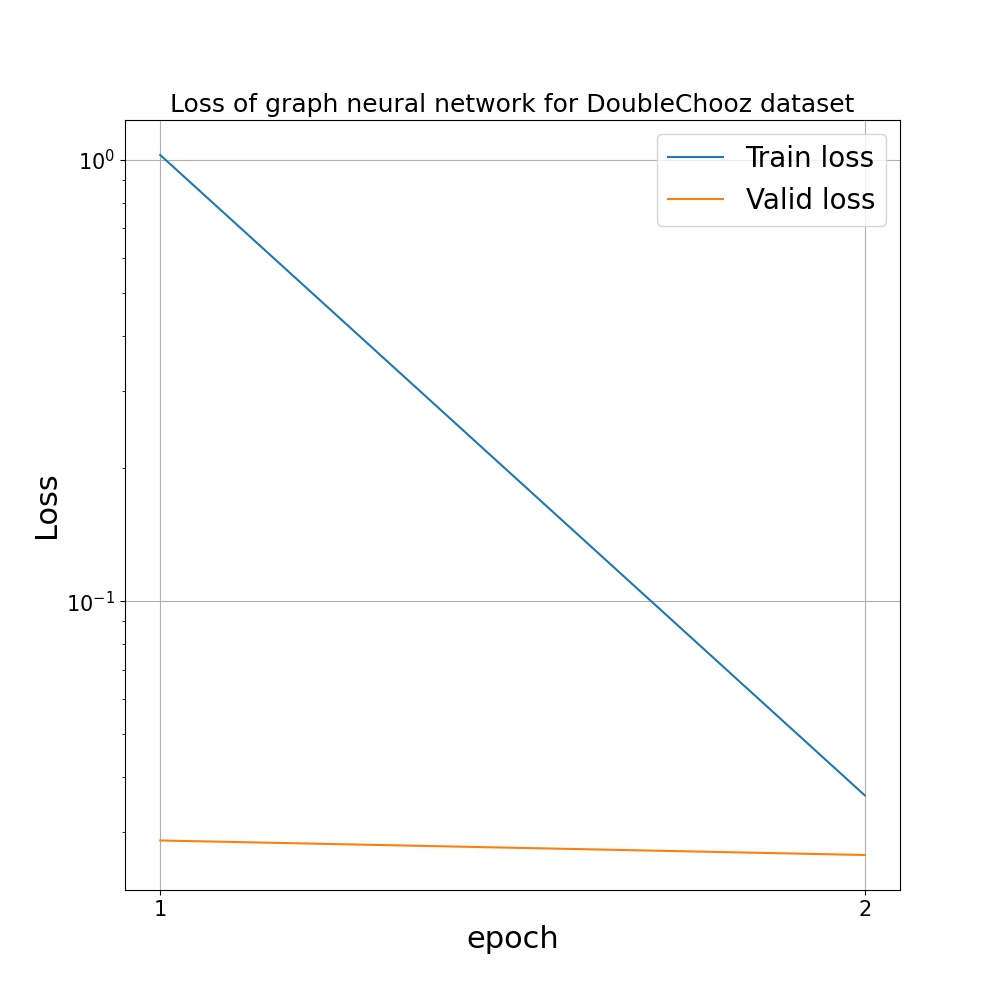 Loss of graph neural network for DoubleChooz dataset
Train loss
Valid loss
10⁰
10⁻¹
Loss
1
2
epoch